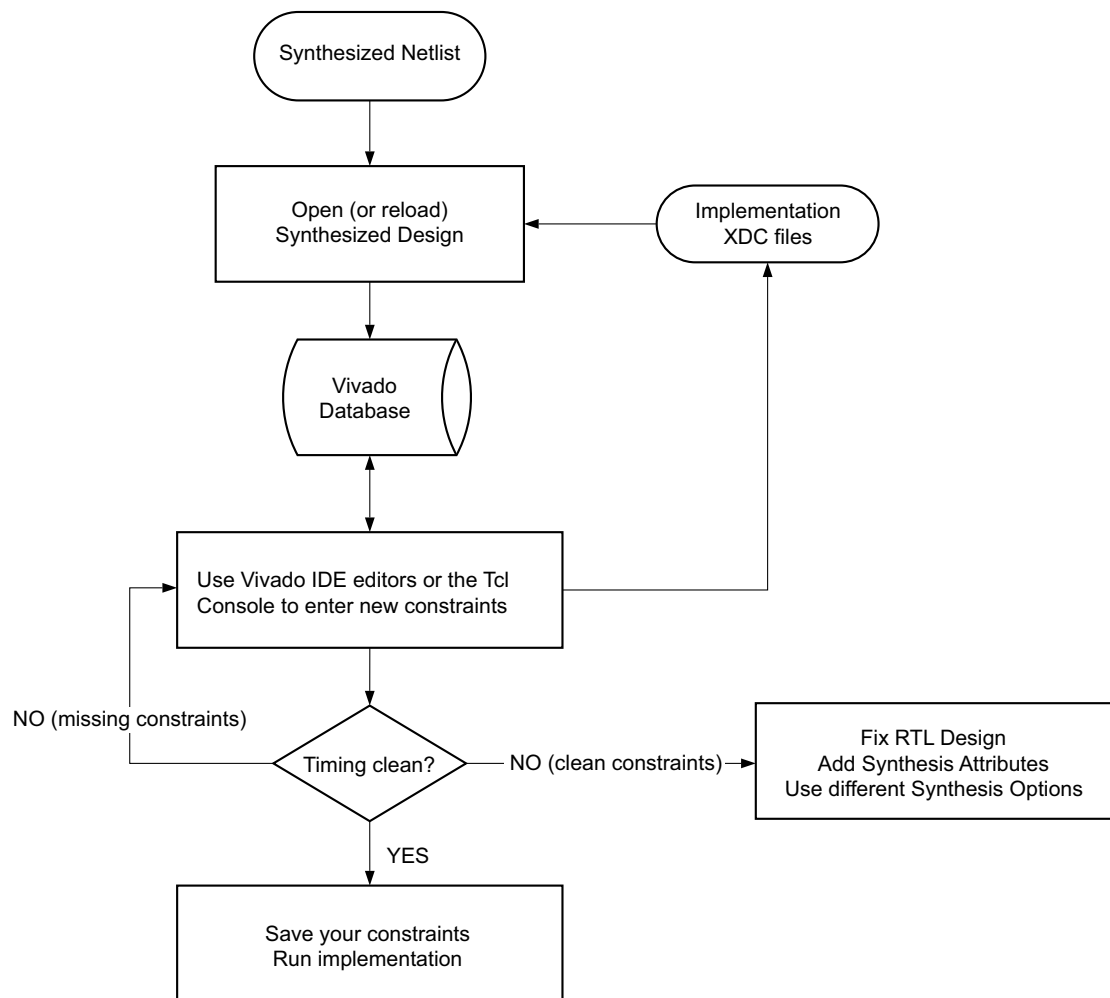 Synthesized Netlist
Open (or reload)
Synthesized Design
Implementation
XDC files
Vivado
Database
Use Vivado IDE editors or the Tcl
Console to enter new constraints
NO (missing constraints)
Timing clean?
NO (clean constraints)
Fix RTL Design
Add Synthesis Attributes
Use different Synthesis Options
YES
Save your constraints
Run implementation